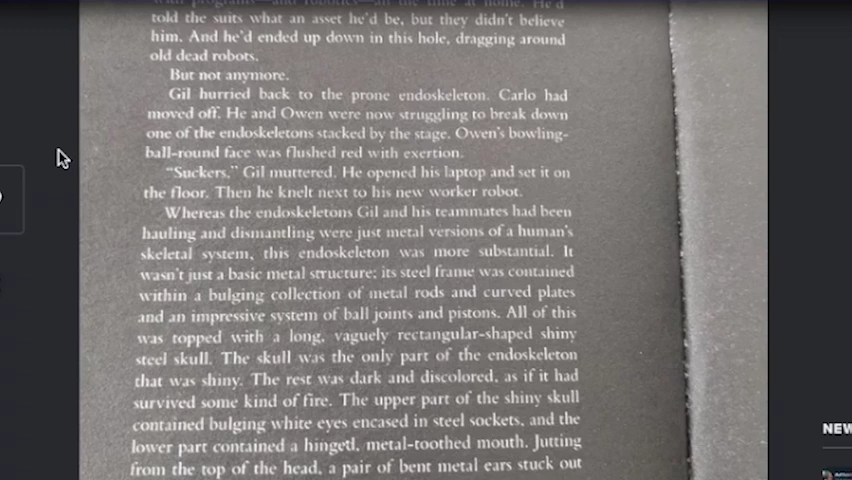 with programs—and robotics—all the time at home. He'd
told the suits what an asset he'd be, but they didn't believe
him. And he'd ended up down in this hole, dragging around
old dead robots.
But not anymore.
Gil hurried back to the prone endoskeleton. Carlo had
moved off. He and Owen were now struggling to break down
one of the endoskeletons stacked by the stage. Owen's bowling-
ball-round face was flushed red with exertion.
"Suckers," Gil muttered. He opened his laptop and set it on
the floor. Then he knelt next to his new worker robot.
Whereas the endoskeletons Gil and his teammates had been
hauling and dismantling were just metal versions of a human's
skeletal system, this endoskeleton was more substantial. It
wasn't just a basic metal structure; its steel frame was contained
within a bulging collection of metal rods and curved plates
and an impressive system of ball joints and pistons. All of this
was topped with a long, vaguely rectangular-shaped shiny
steel skull. The skull was the only part of the endoskeleton
that was shiny. The rest was dark and discolored, as if it had
survived some kind of fire. The upper part of the shiny skull
contained bulging white eyes encased in steel sockets, and the
lower part contained a hinged, metal-toothed mouth. Jutting
from the top of the head, a pair of bent metal ears stuck out
NEW